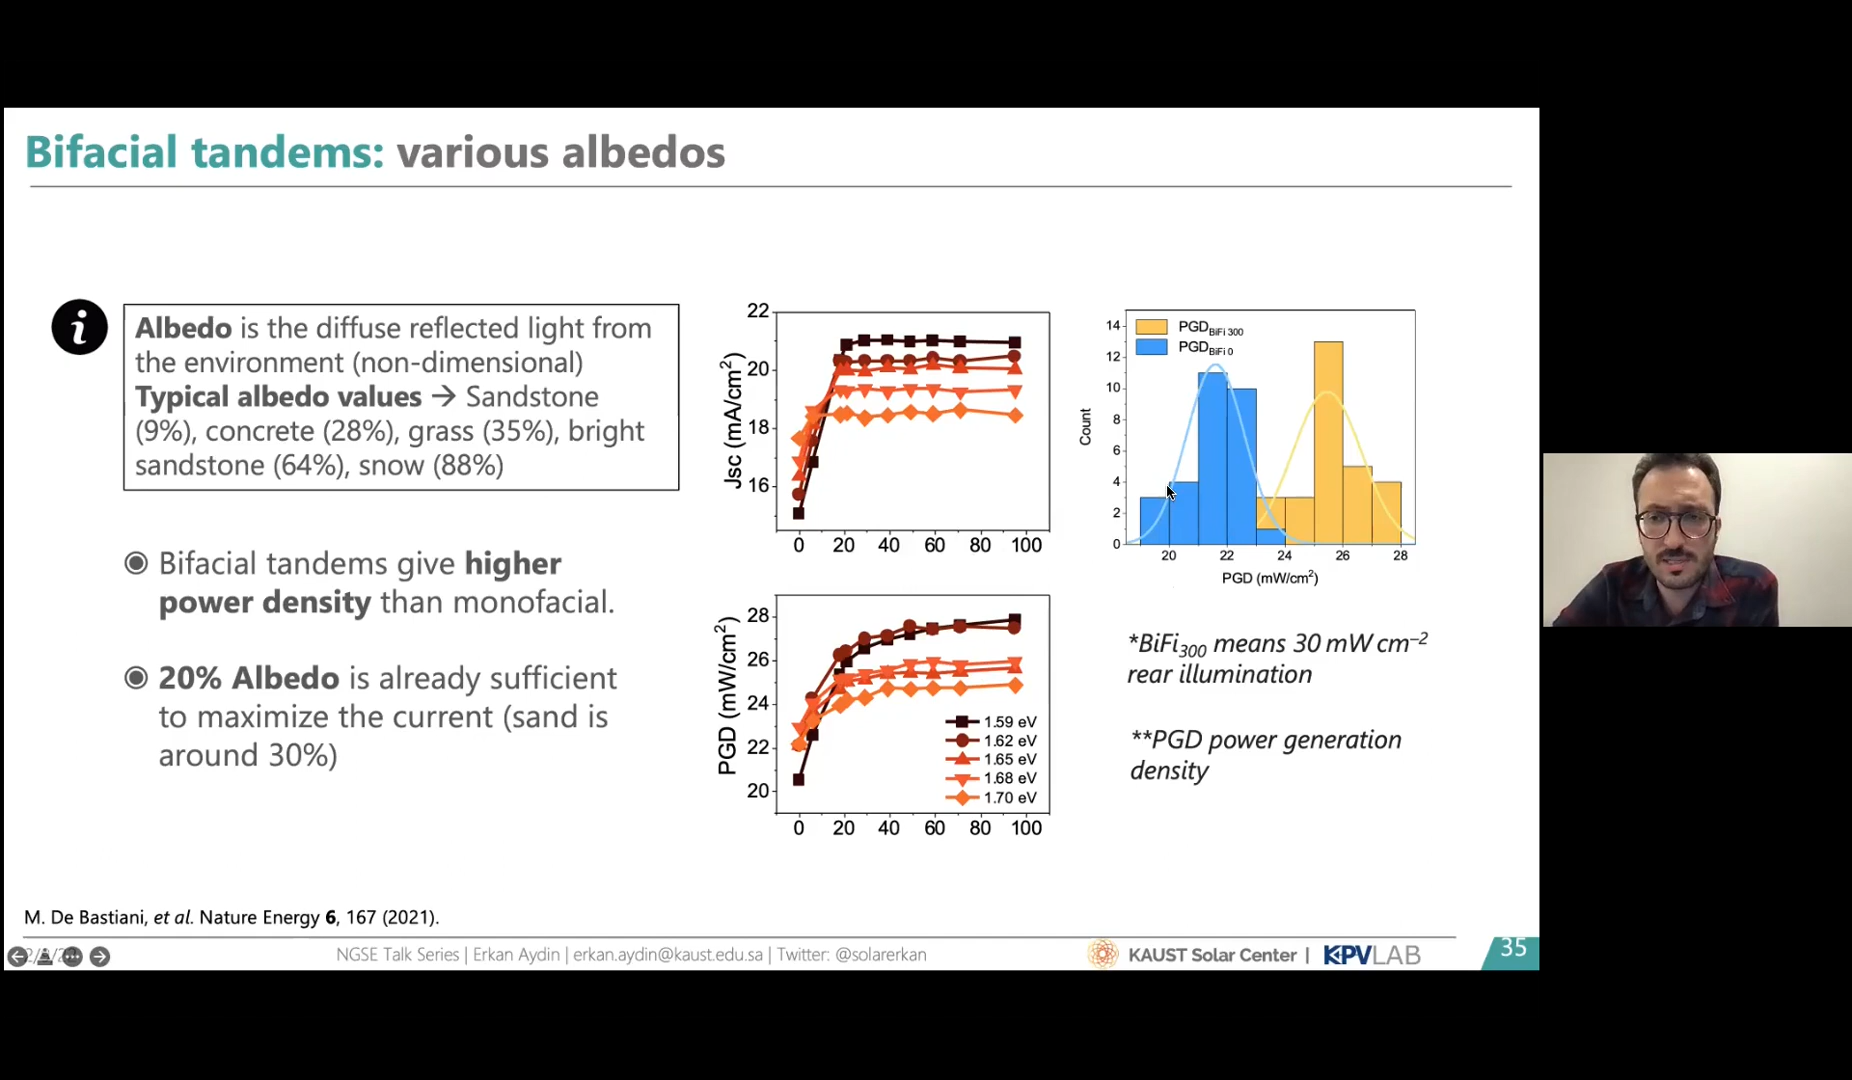 Bifacial tandems: various albedos
i
Albedo is the diffuse reflected light from
the environment (non-dimensional)
Typical albedo values → Sandstone
(9%), concrete (28%), grass (35%), bright
sandstone (64%), snow (88%)
Bifacial tandems give higher
power density than monofacial.
20% Albedo is already sufficient
to maximize the current (sand is
around 30%)
22
20
18
16
Jsc (mA/cm²)
0 20 40 60 80 100
28
26
24
22
20
PGD (mW/cm²)
1.59 eV
1.62 eV
1.65 eV
1.68 eV
1.70 eV
0 20 40 60 80 100
14
12
10
8
6
4
2
0
Count
PGD BiFi 300
PGD BiFi 0
20 22 24 26 28
PGD (mW/cm²)
*BiFi₃₀₀ means 30 mW cm⁻²
rear illumination
**PGD power generation
density
M. De Bastiani, et al. Nature Energy 6, 167 (2021).
NGSE Talk Series | Erkan Aydin | erkan.aydin@kaust.edu.sa | Twitter: @solarerkan
KAUST Solar Center | KPVLAB
35